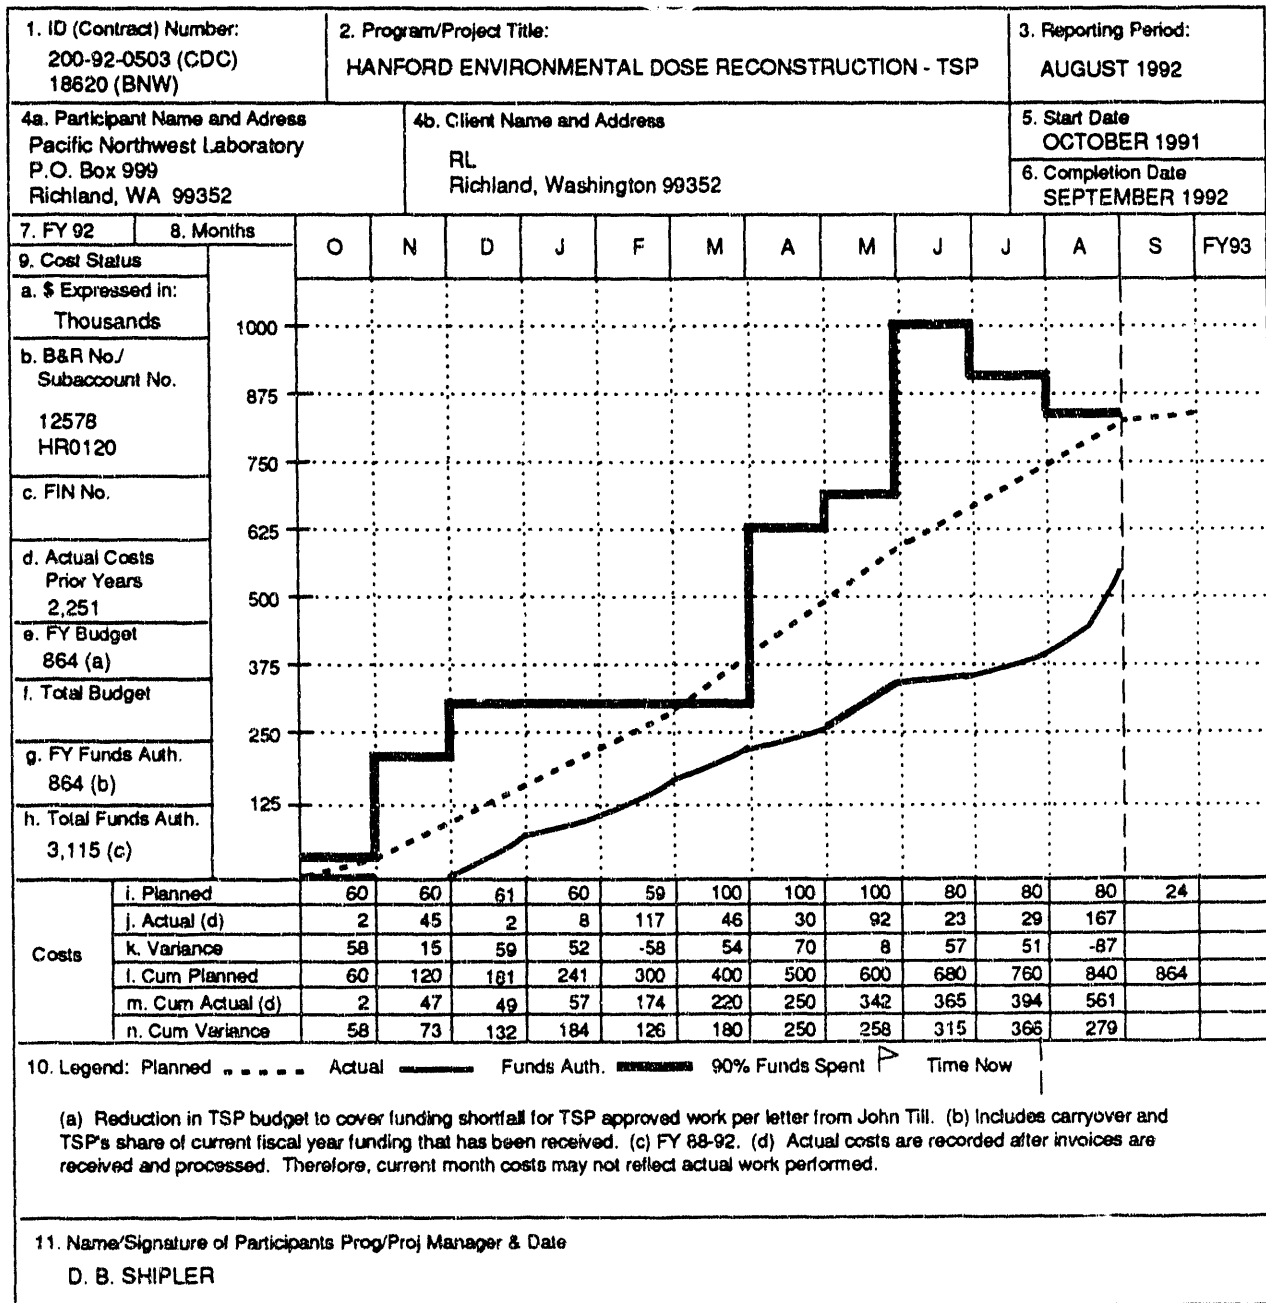 1. ID (Contract) Number:
200-92-0503 (CDC)
18620 (BNW)
2. Program/Project Title:
HANFORD ENVIRONMENTAL DOSE RECONSTRUCTION - TSP
3. Reporting Period:
AUGUST 1992
4a. Participant Name and Adress
Pacific Northwest Laboratory
P.O. Box 999
Richland, WA 99352
4b. Client Name and Address
RL
Richland, Washington 99352
5. Start Date
OCTOBER 1991
6. Completion Date
SEPTEMBER 1992
7. FY 92 8. Months
O N D J F M A M J J A S FY93
9. Cost Status
a. $ Expressed in:
Thousands
b. B&R No./
Subaccount No.
12578
HR0120
c. FIN No.
d. Actual Costs
Prior Years
2,251
e. FY Budget
864 (a)
f. Total Budget
g. FY Funds Auth.
864 (b)
h. Total Funds Auth.
3,115 (c)
1000
875
750
625
500
375
250
125
Costs
i. Planned 60 60 61 60 59 100 100 100 80 80 80 24
j. Actual (d) 2 45 2 8 117 46 30 92 23 29 167
k. Variance 58 15 59 52 -58 54 70 8 57 51 -87
l. Cum Planned 60 120 181 241 300 400 500 600 680 760 840 864
m. Cum Actual (d) 2 47 49 57 174 220 250 342 365 394 561
n. Cum Variance 58 73 132 184 126 180 250 258 315 366 279
10. Legend: Planned Actual Funds Auth. 90% Funds Spent Time Now
(a) Reduction in TSP budget to cover funding shortfall for TSP approved work per letter from John Till. (b) Includes carryover and
TSP's share of current fiscal year funding that has been received. (c) FY 88-92. (d) Actual costs are recorded after invoices are
received and processed. Therefore, current month costs may not reflect actual work performed.
11. Name/Signature of Participants Prog/Proj Manager & Date
D. B. SHIPLER